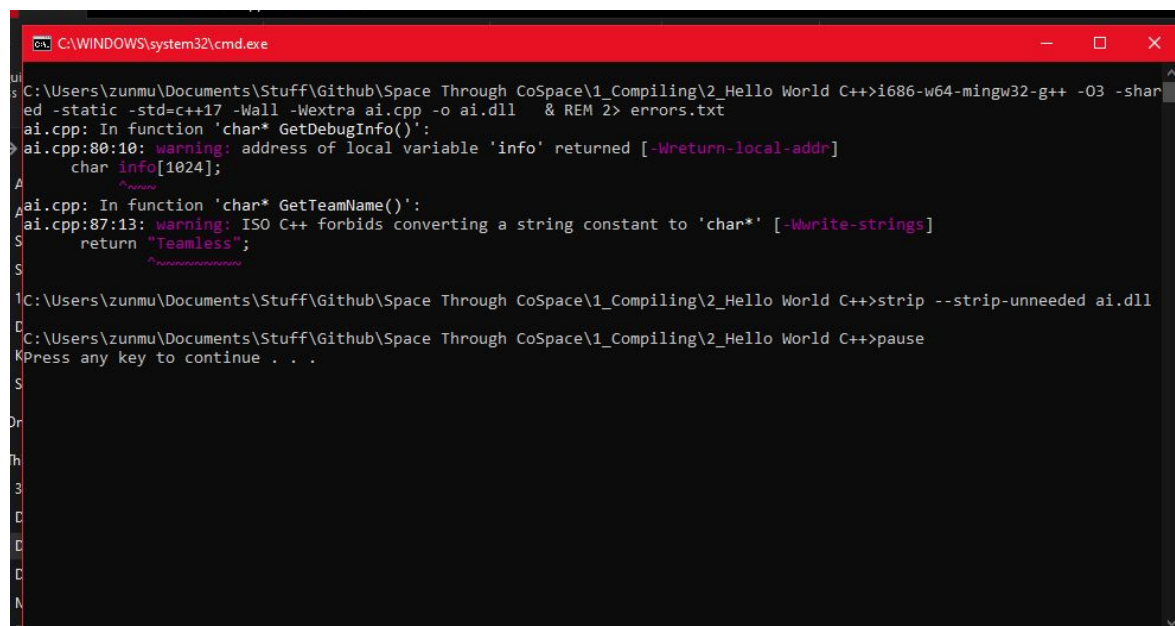 C:\WINDOWS\system32\cmd.exe
C:\Users\zunmu\Documents\Stuff\Github\Space Through CoSpace\1_Compiling\2_Hello World C++>i686-w64-mingw32-g++ -O3 -shar
ed -static -std=c++17 -Wall -Wextra ai.cpp -o ai.dll   & REM 2> errors.txt
ai.cpp: In function 'char* GetDebugInfo()':
ai.cpp:80:10: warning: address of local variable 'info' returned [-Wreturn-local-addr]
     char info[1024];
          ^~~~
ai.cpp: In function 'char* GetTeamName()':
ai.cpp:87:13: warning: ISO C++ forbids converting a string constant to 'char*' [-Wwrite-strings]
      return "Teamless";
             ^~~~~~~~~~
C:\Users\zunmu\Documents\Stuff\Github\Space Through CoSpace\1_Compiling\2_Hello World C++>strip --strip-unneeded ai.dll
C:\Users\zunmu\Documents\Stuff\Github\Space Through CoSpace\1_Compiling\2_Hello World C++>pause
Press any key to continue . . .